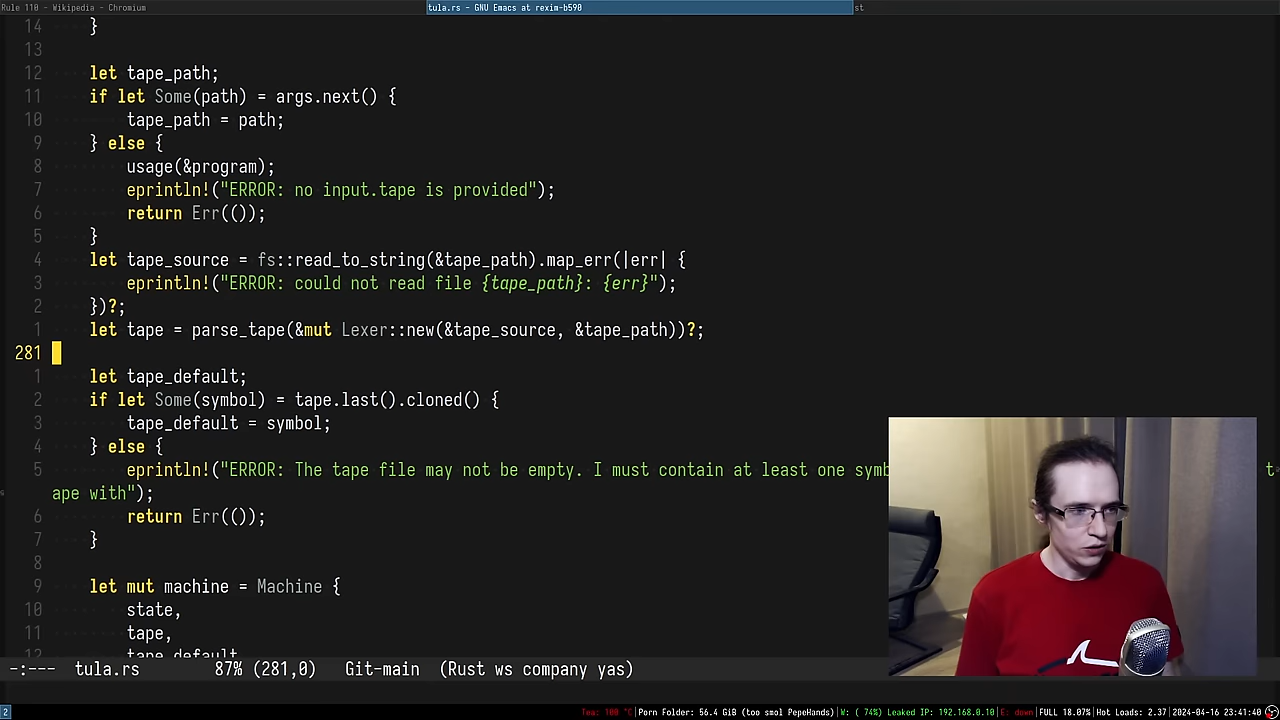 Rule 110 - Wikipedia - Chromium
tula.rs - GNU Emacs at rexim-b590
st
14 }
13
12 let tape_path;
11 if let Some(path) = args.next() {
10 tape_path = path;
9 } else {
8 usage(&program);
7 eprintln!("ERROR: no input.tape is provided");
6 return Err(());
5 }
4 let tape_source = fs::read_to_string(&tape_path).map_err(|err| {
3 eprintln!("ERROR: could not read file {tape_path}: {err}");
2 })?;
1 let tape = parse_tape(&mut Lexer::new(&tape_source, &tape_path))?;
281
1 let tape_default;
2 if let Some(symbol) = tape.last().cloned() {
3 tape_default = symbol;
4 } else {
5 eprintln!("ERROR: The tape file may not be empty. I must contain at least one symb t
ape with");
6 return Err(());
7 }
8
9 let mut machine = Machine {
10 state,
11 tape,
12 tape_default,
-:--- tula.rs 87% (281,0) Git-main (Rust ws company yas)
2
Tea: 100 °C|Porn Folder: 56.4 GiB (too smol PepeHands)|W: ( 74%) Leaked IP: 192.168.0.10|E: down|FULL 18.07%|Hot Loads: 2.37|2024-04-16 23:41:40